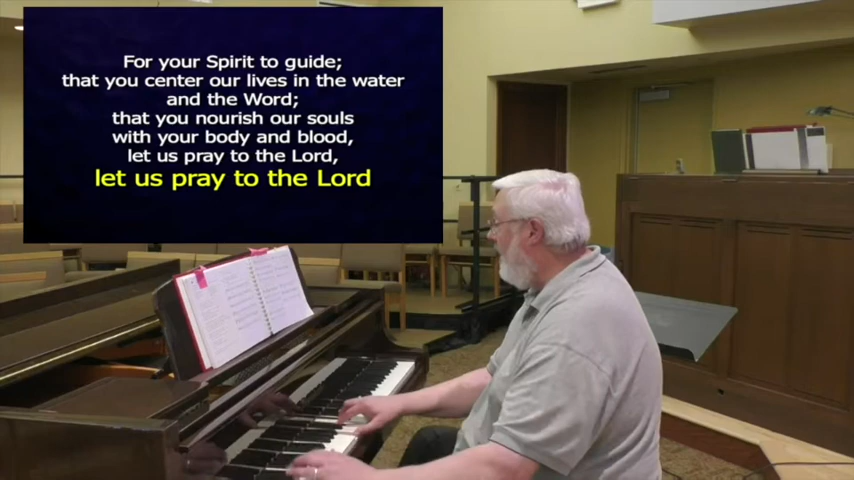 For your Spirit to guide;
that you center our lives in the water
and the Word;
that you nourish our souls
with your body and blood,
let us pray to the Lord,
let us pray to the Lord